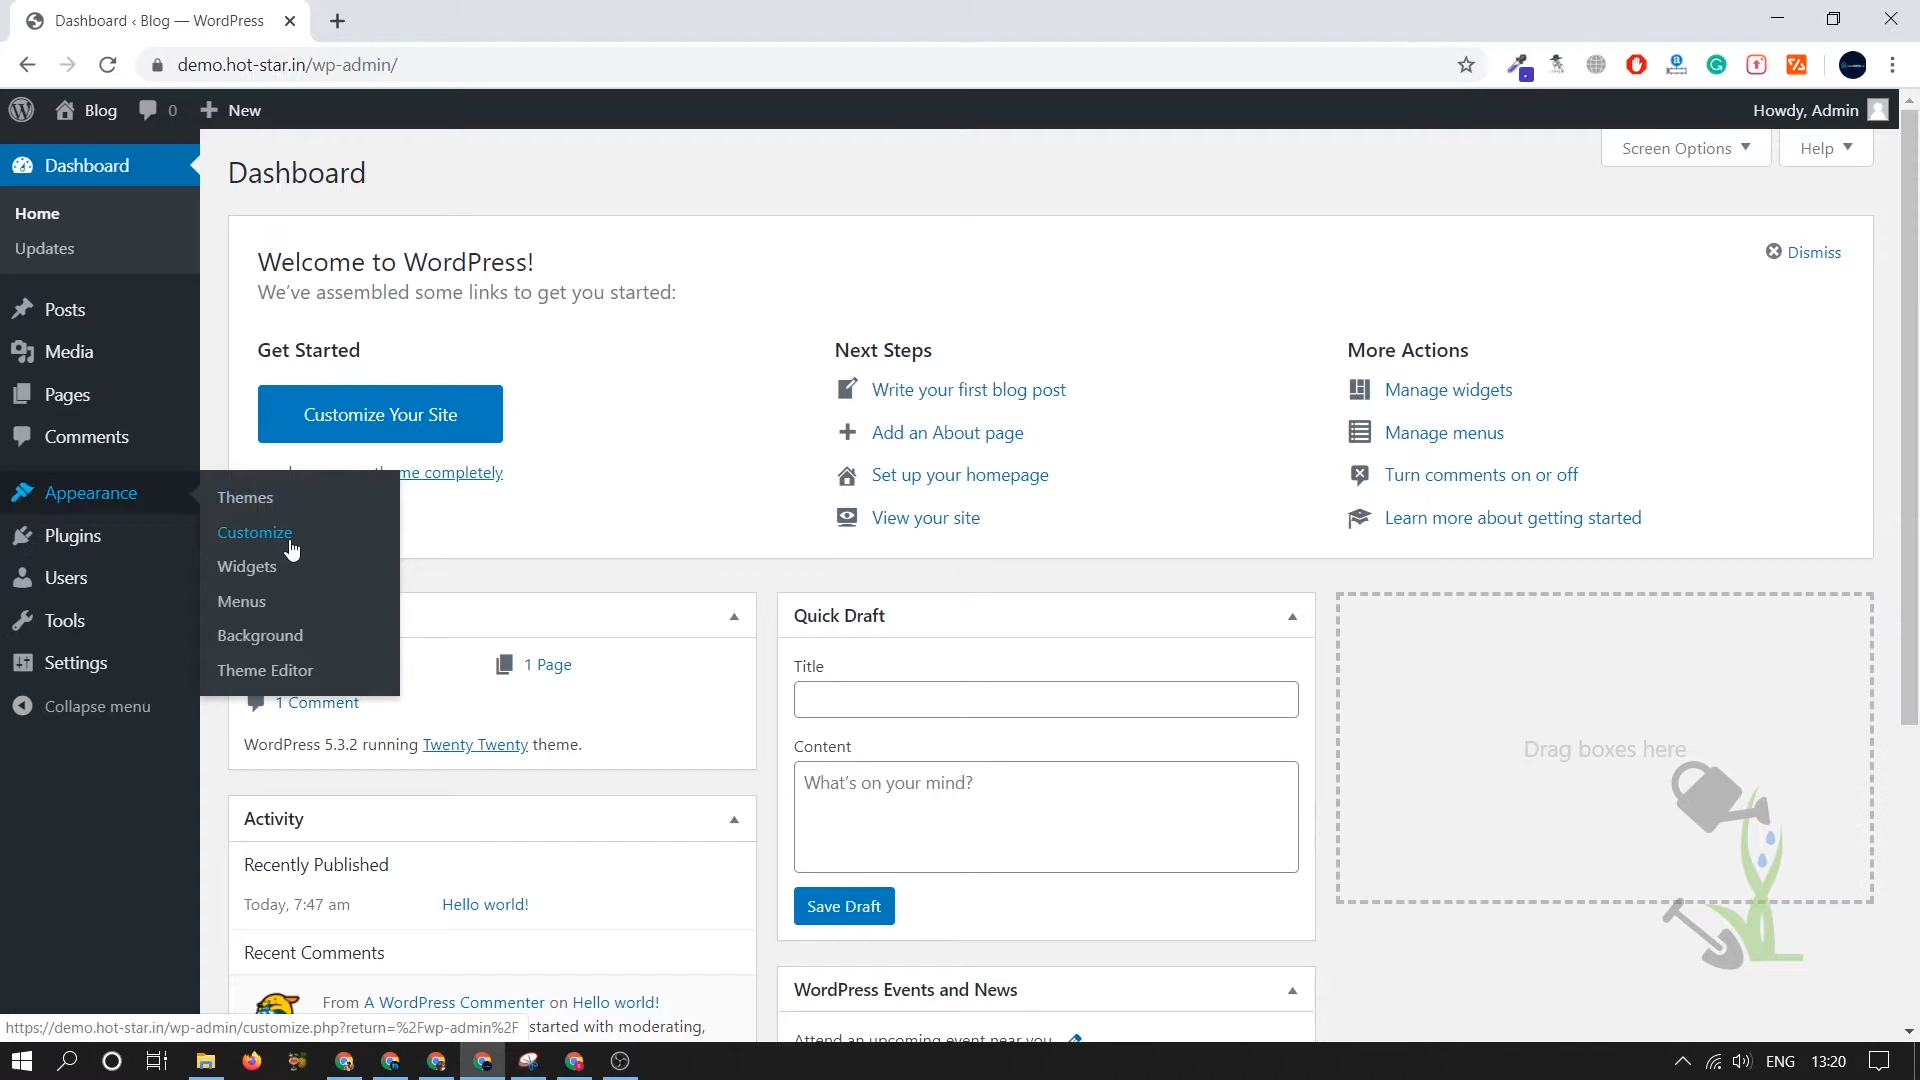 Dashboard ‹ Blog — WordPress
demo.hot-star.in/wp-admin/
Blog 0 New
Howdy, Admin
Dashboard
Home
Updates
Posts
Media
Pages
Comments
Appearance
Plugins
Users
Tools
Settings
Collapse menu
Themes
Customize
Widgets
Menus
Background
Theme Editor
Dashboard
Screen Options
Help
Welcome to WordPress!
We've assembled some links to get you started:
Dismiss
Get Started
Customize Your Site
me completely
Next Steps
Write your first blog post
Add an About page
Set up your homepage
View your site
More Actions
Manage widgets
Manage menus
Turn comments on or off
Learn more about getting started
1 Page
1 Comment
WordPress 5.3.2 running Twenty Twenty theme.
Activity
Recently Published
Today, 7:47 am Hello world!
Recent Comments
From A WordPress Commenter on Hello world!
started with moderating,
Quick Draft
Title
Content
What's on your mind?
Save Draft
WordPress Events and News
Attend an upcoming event near you
Drag boxes here
https://demo.hot-star.in/wp-admin/customize.php?return=%2Fwp-admin%2F
ENG 13:20